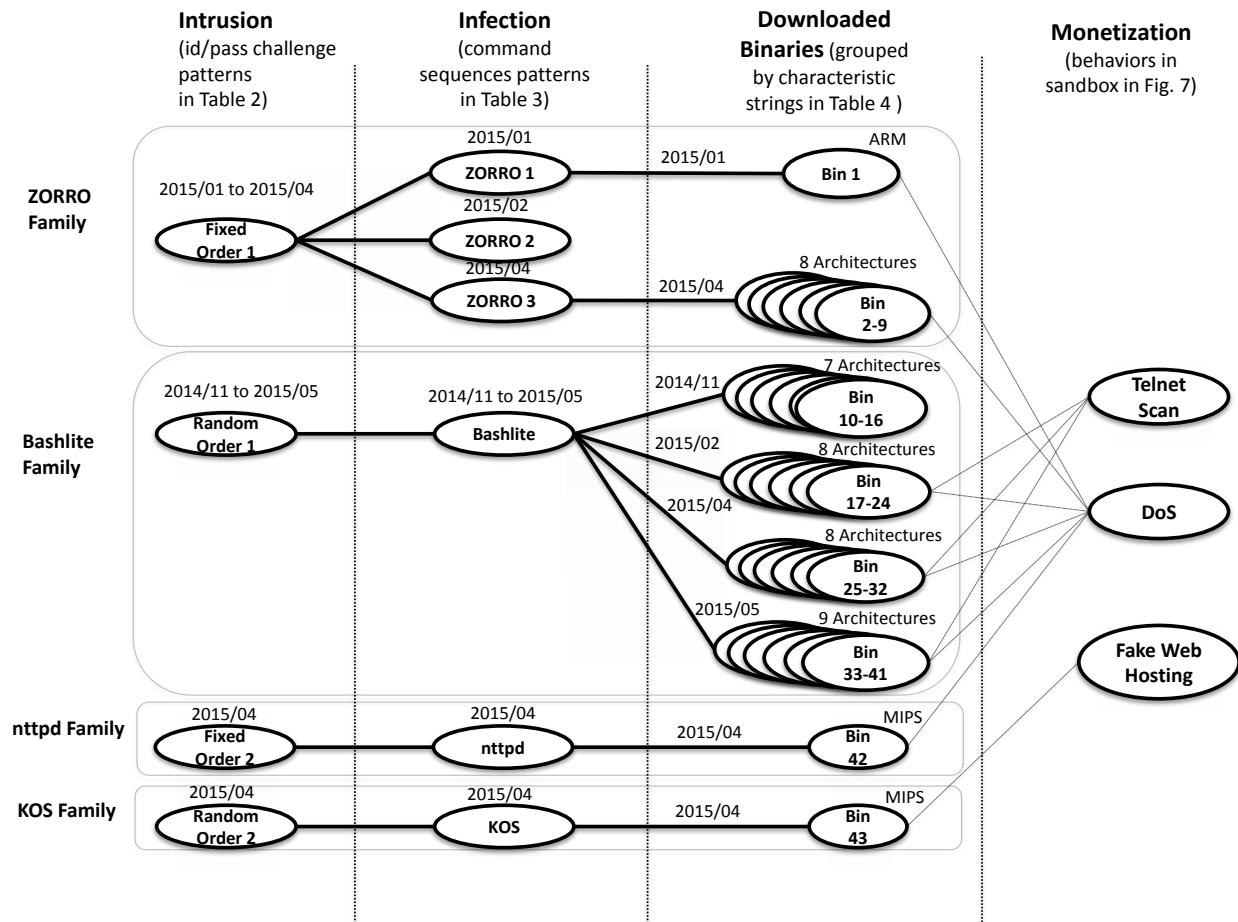 Intrusion
(id/pass challenge
patterns
in Table 2)
Infection
(command
sequences patterns
in Table 3)
Downloaded
Binaries (grouped
by characteristic
strings in Table 4 )
Monetization
(behaviors in
sandbox in Fig. 7)
ZORRO
Family
2015/01 to 2015/04
Fixed
Order 1
2015/01
ZORRO 1
2015/02
ZORRO 2
2015/04
ZORRO 3
2015/01
ARM
Bin 1
2015/04
8 Architectures
Bin
2-9
Bashlite
Family
2014/11 to 2015/05
Random
Order 1
2014/11 to 2015/05
Bashlite
2014/11
7 Architectures
Bin
10-16
2015/02
8 Architectures
Bin
17-24
2015/04
8 Architectures
Bin
25-32
2015/05
9 Architectures
Bin
33-41
Telnet
Scan
DoS
Fake Web
Hosting
nttpd Family
2015/04
Fixed
Order 2
2015/04
nttpd
2015/04
MIPS
Bin
42
KOS Family
2015/04
Random
Order 2
2015/04
KOS
2015/04
MIPS
Bin
43